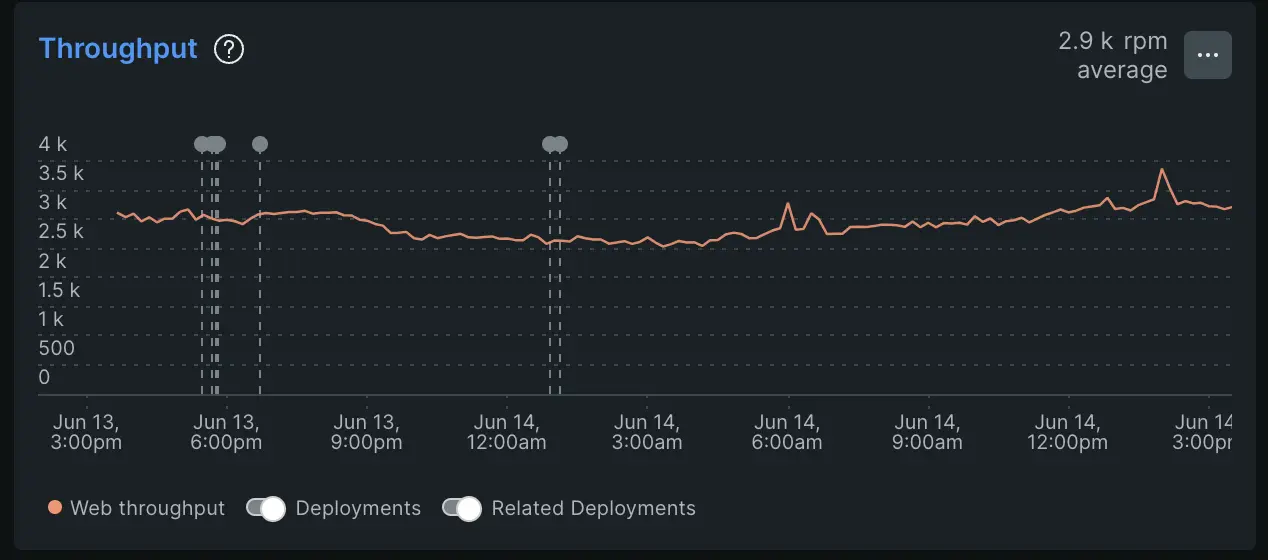 Throughput ?
2.9 k rpm
average
4 k
3.5 k
3 k
2.5 k
2 k
1.5 k
1 k
500
0
Jun 13, Jun 13, Jun 13, Jun 14, Jun 14, Jun 14, Jun 14, Jun 14, Jun 14
3:00pm 6:00pm 9:00pm 12:00am 3:00am 6:00am 9:00am 12:00pm 3:00pr
Web throughput Deployments Related Deployments